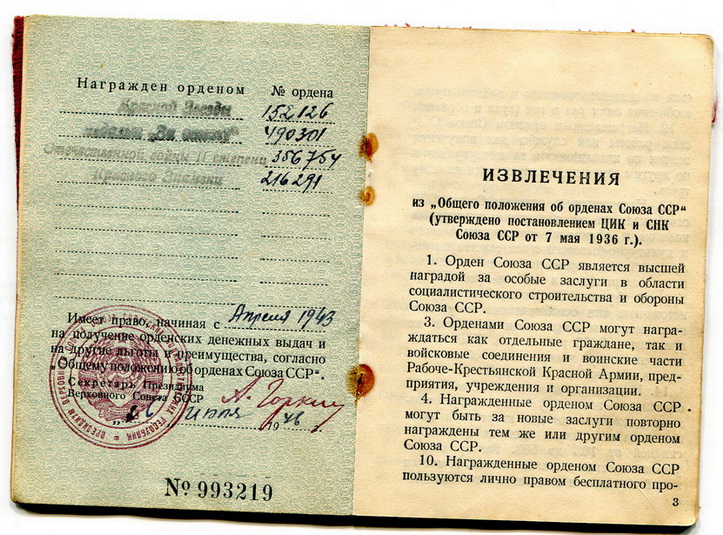 Награжден орденом № ордена
Красной Звезды 152126
медалью „За отвагу“ 490301
Отечественной войны II степени 356754
Красного Знамени 216291
Имеет право, начиная с Апреля 1943
на получение орденских денежных выдач и
на другие льготы и преимущества, согласно
„Общему положению об орденах Союза ССР“.
Секретарь Президиума
Верховного Совета СССР А. Горкин
„26“ июля 1946 г.
№ 993219
ИЗВЛЕЧЕНИЯ
из „Общего положения об орденах Союза ССР“
(утверждено постановлением ЦИК и СНК
Союза ССР от 7 мая 1936 г.).
1. Орден Союза ССР является высшей
наградой за особые заслуги в области
социалистического строительства и обороны
Союза ССР.
3. Орденами Союза ССР могут награ-
ждаться как отдельные граждане, так и
войсковые соединения и воинские части
Рабоче-Крестьянской Красной Армии, пред-
приятия, учреждения и организации.
4. Награжденные орденом Союза ССР
могут быть за новые заслуги повторно
награждены тем же или другим орденом
Союза ССР.
10. Награжденные орденом Союза ССР
пользуются лично правом бесплатного про-
3